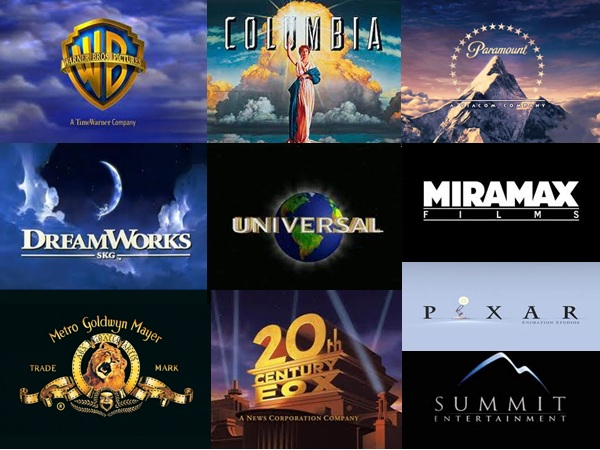 WB
WARNER BROS PICTURES
A TimeWarner Company
COLUMBIA
Paramount
A VIACOM COMPANY
DREAMWORKS
SKG
UNIVERSAL
MIRAMAX
FILMS
PIXAR
ANIMATION STUDIOS
Metro Goldwyn Mayer
TRADE MARK
®
20th
CENTURY
FOX
A NEWS CORPORATION COMPANY
SUMMIT
ENTERTAINMENT